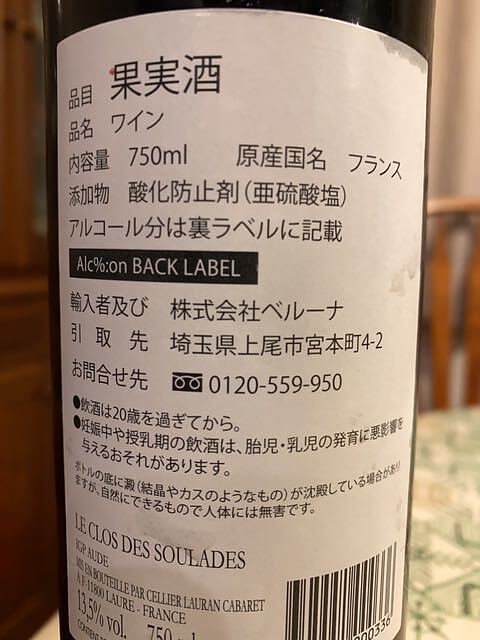 品目 果実酒
品名 ワイン
内容量 750ml 原産国名 フランス
添加物 酸化防止剤(亜硫酸塩)
アルコール分は裏ラベルに記載
Alc%:on BACK LABEL
輸入者及び 株式会社ベルーナ
引取先 埼玉県上尾市宮本町4-2
お問合せ先 0120-559-950
●飲酒は20歳を過ぎてから。
●妊娠中や授乳期の飲酒は、胎児・乳児の発育に悪影響を
与えるおそれがあります。
ボトルの底に澱(結晶やカスのようなもの)が沈殿している場合があり
ますが、自然にできるもので人体には無害です。
LE CLOS DES SOULADES
IGP AUDE
MIS EN BOUTEILLE PAR CELLIER LAURAN CABARET
A F-11800 LAURE - FRANCE
13,5% vol. 750